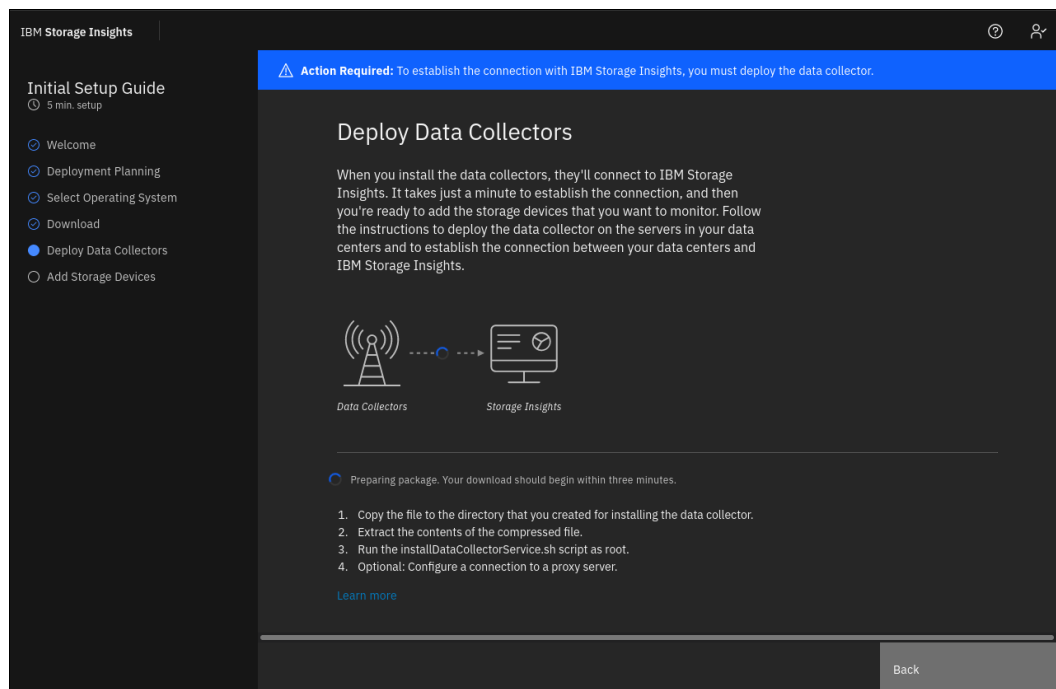 IBM Storage Insights
Action Required: To establish the connection with IBM Storage Insights, you must deploy the data collector.
Initial Setup Guide
5 min. setup
Welcome
Deployment Planning
Select Operating System
Download
Deploy Data Collectors
Add Storage Devices
Deploy Data Collectors
When you install the data collectors, they'll connect to IBM Storage
Insights. It takes just a minute to establish the connection, and then
you're ready to add the storage devices that you want to monitor. Follow
the instructions to deploy the data collector on the servers in your data
centers and to establish the connection between your data centers and
IBM Storage Insights.
Data Collectors
Storage Insights
Preparing package. Your download should begin within three minutes.
1. Copy the file to the directory that you created for installing the data collector.
2. Extract the contents of the compressed file.
3. Run the installDataCollectorService.sh script as root.
4. Optional: Configure a connection to a proxy server.
Learn more
Back